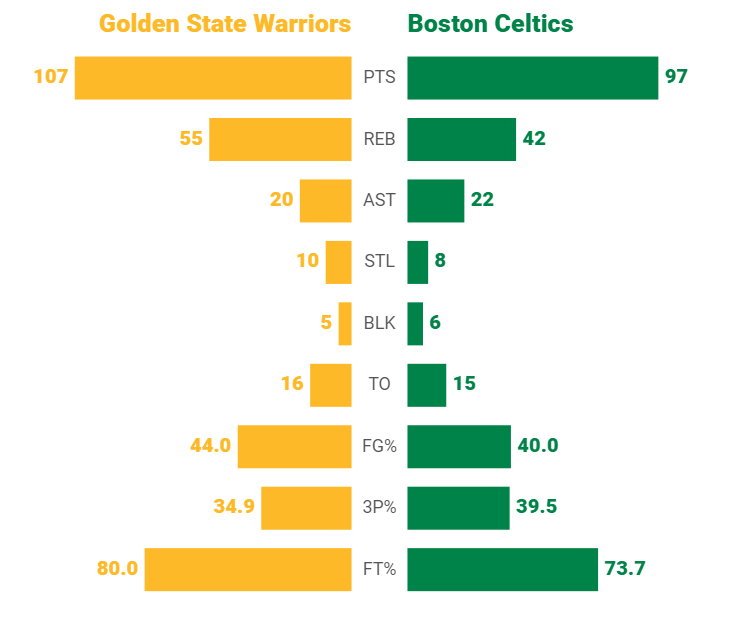 Golden State Warriors Boston Celtics
107 PTS 97
55 REB 42
20 AST 22
10 STL 8
5 BLK 6
16 TO 15
44.0 FG% 40.0
34.9 3P% 39.5
80.0 FT% 73.7